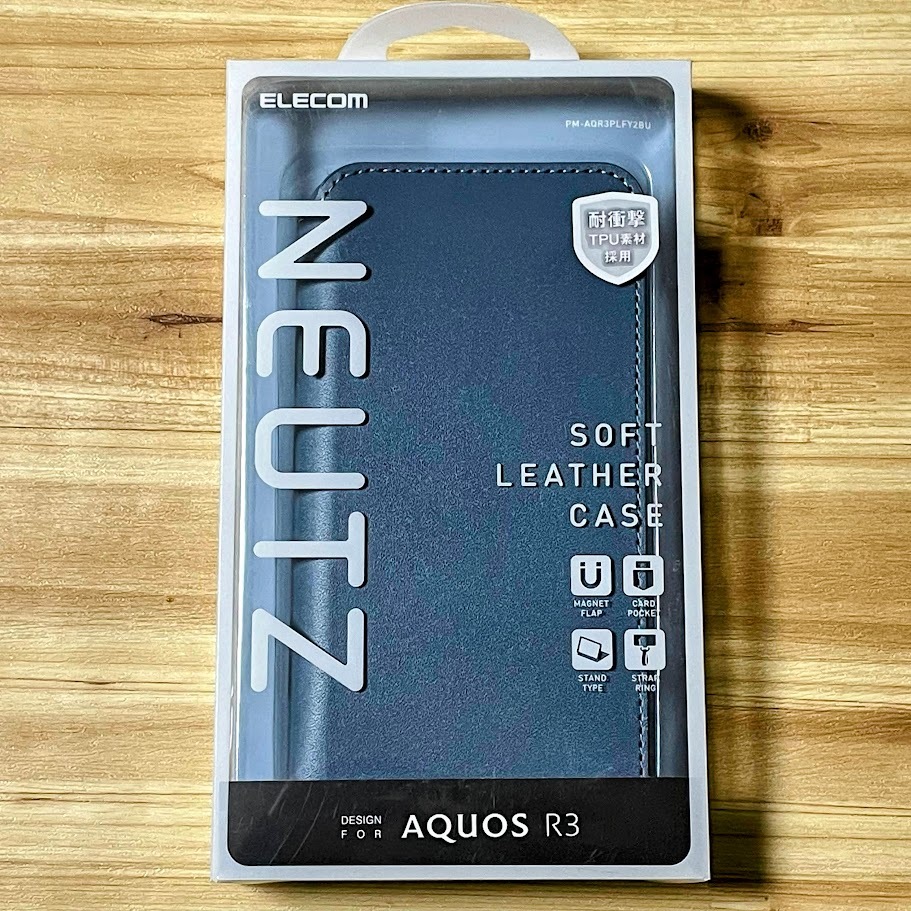 ELECOM
PM-AQR3PLFY2BU
NEUTZ
耐衝撃
TPU素材
採用
SOFT
LEATHER
CASE
MAGNET
FLAP
CARD
POCKET
STAND
TYPE
STRAP
RING
DESIGN
FOR
AQUOS R3